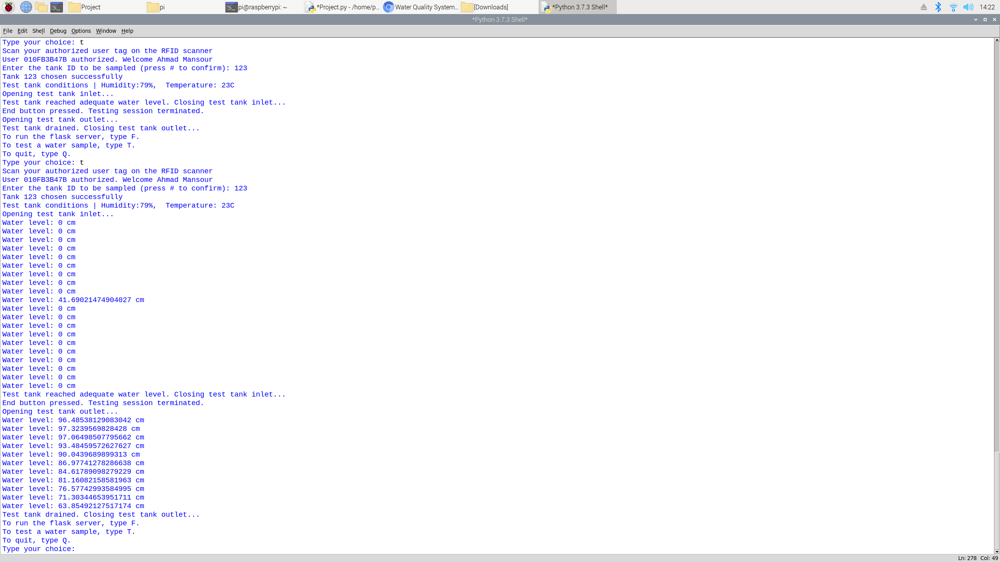 Project
pi
pi@raspberrypi: ~
*Project.py - /home/p...
Water Quality System...
[Downloads]
*Python 3.7.3 Shell*
14:22
*Python 3.7.3 Shell*
File Edit Shell Debug Options Window Help
Type your choice: t
Scan your authorized user tag on the RFID scanner
User 010FB3B47B authorized. Welcome Ahmad Mansour
Enter the tank ID to be sampled (press # to confirm): 123
Tank 123 chosen successfully
Test tank conditions | Humidity:79%,  Temperature: 23C
Opening test tank inlet...
Test tank reached adequate water level. Closing test tank inlet...
End button pressed. Testing session terminated.
Opening test tank outlet...
Test tank drained. Closing test tank outlet...
To run the flask server, type F.
To test a water sample, type T.
To quit, type Q.
Type your choice: t
Scan your authorized user tag on the RFID scanner
User 010FB3B47B authorized. Welcome Ahmad Mansour
Enter the tank ID to be sampled (press # to confirm): 123
Tank 123 chosen successfully
Test tank conditions | Humidity:79%,  Temperature: 23C
Opening test tank inlet...
Water level: 0 cm
Water level: 0 cm
Water level: 0 cm
Water level: 0 cm
Water level: 0 cm
Water level: 0 cm
Water level: 0 cm
Water level: 0 cm
Water level: 0 cm
Water level: 41.69021474904027 cm
Water level: 0 cm
Water level: 0 cm
Water level: 0 cm
Water level: 0 cm
Water level: 0 cm
Water level: 0 cm
Water level: 0 cm
Water level: 0 cm
Water level: 0 cm
Water level: 0 cm
Test tank reached adequate water level. Closing test tank inlet...
End button pressed. Testing session terminated.
Opening test tank outlet...
Water level: 96.48538129083042 cm
Water level: 97.3239569828428 cm
Water level: 97.06498507795662 cm
Water level: 93.48459572627627 cm
Water level: 90.0439689899313 cm
Water level: 86.97741278286638 cm
Water level: 84.61789098279229 cm
Water level: 81.16082158581963 cm
Water level: 76.57742993584995 cm
Water level: 71.30344653951711 cm
Water level: 63.85492127517174 cm
Test tank drained. Closing test tank outlet...
To run the flask server, type F.
To test a water sample, type T.
To quit, type Q.
Type your choice:
Ln: 278 Col: 49